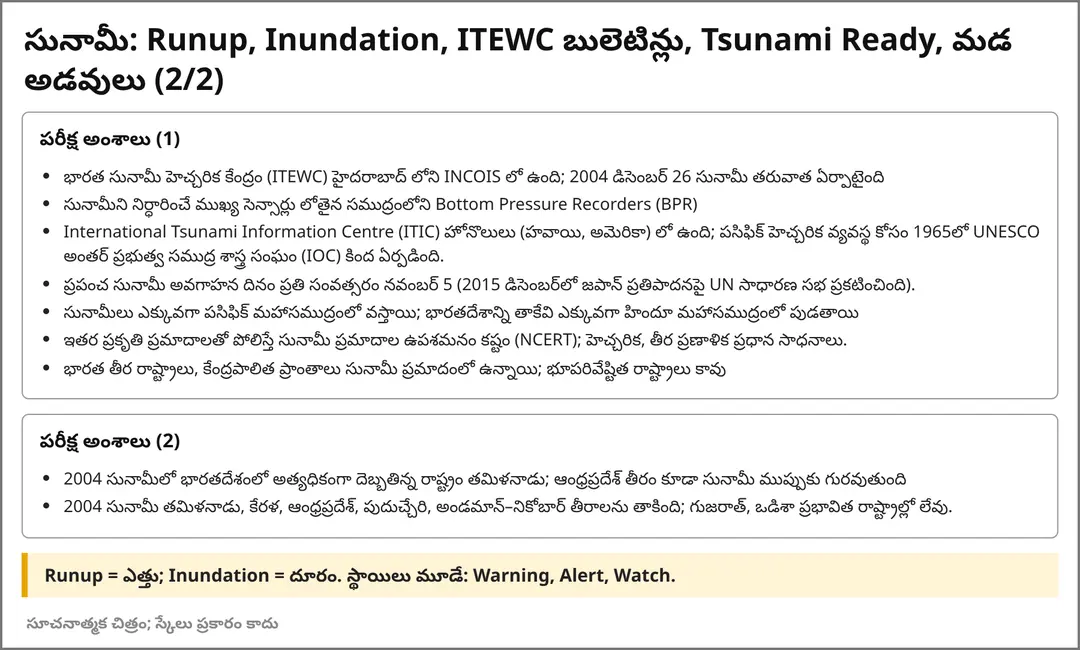 సునామీ: Runup, Inundation, ITEWC బులెటిన్లు, Tsunami Ready, మడ
అడవులు (2/2)
పరీక్ష అంశాలు (1)
• భారత సునామీ హెచ్చరిక కేంద్రం (ITEWC) హైదరాబాద్ లోని INCOIS లో ఉంది; 2004 డిసెంబర్ 26 సునామీ తరువాత ఏర్పాటైంది
• సునామీని నిర్ధారించే ముఖ్య సెన్సార్లు లోతైన సముద్రంలోని Bottom Pressure Recorders (BPR)
• International Tsunami Information Centre (ITIC) హోనొలులు (హవాయి, అమెరికా) లో ఉంది; పసిఫిక్ హెచ్చరిక వ్యవస్థ కోసం 1965లో UNESCO
అంతర్ ప్రభుత్వ సముద్ర శాస్త్ర సంఘం (IOC) కింద ఏర్పడింది.
• ప్రపంచ సునామీ అవగాహన దినం ప్రతి సంవత్సరం నవంబర్ 5 (2015 డిసెంబర్‌లో జపాన్ ప్రతిపాదనపై UN సాధారణ సభ ప్రకటించింది).
• సునామీలు ఎక్కువగా పసిఫిక్ మహాసముద్రంలో వస్తాయి; భారతదేశాన్ని తాకేవి ఎక్కువగా హిందూ మహాసముద్రంలో పుడతాయి
• ఇతర ప్రకృతి ప్రమాదాలతో పోలిస్తే సునామీ ప్రమాదాల ఉపశమనం కష్టం (NCERT); హెచ్చరిక, తీర ప్రణాళిక ప్రధాన సాధనాలు.
• భారత తీర రాష్ట్రాలు, కేంద్రపాలిత ప్రాంతాలు సునామీ ప్రమాదంలో ఉన్నాయి; భూపరివేష్టిత రాష్ట్రాలు కావు
పరీక్ష అంశాలు (2)
• 2004 సునామీలో భారతదేశంలో అత్యధికంగా దెబ్బతిన్న రాష్ట్రం తమిళనాడు; ఆంధ్రప్రదేశ్ తీరం కూడా సునామీ ముప్పుకు గురవుతుంది
• 2004 సునామీ తమిళనాడు, కేరళ, ఆంధ్రప్రదేశ్, పుదుచ్చేరి, అండమాన్–నికోబార్ తీరాలను తాకింది; గుజరాత్, ఒడిశా ప్రభావిత రాష్ట్రాల్లో లేవు.
Runup = ఎత్తు; Inundation = దూరం. స్థాయిలు మూడే: Warning, Alert, Watch.
సూచనాత్మక చిత్రం; స్కేలు ప్రకారం కాదు